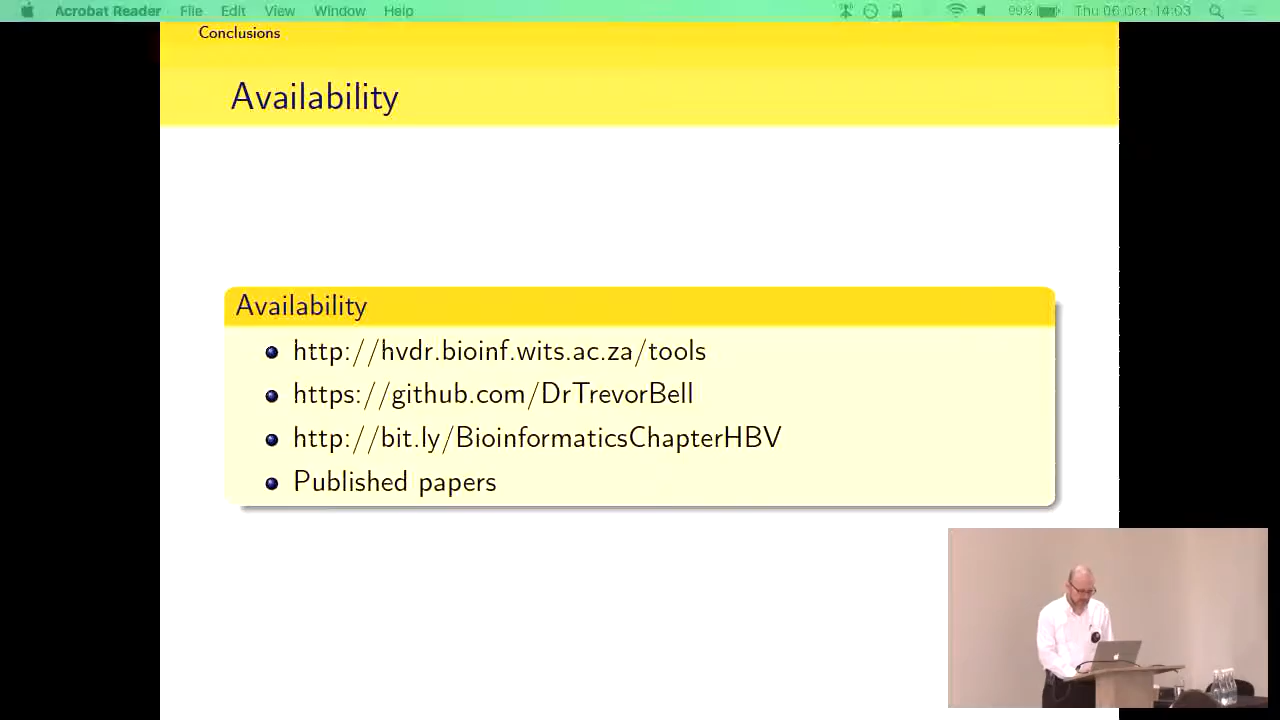 Acrobat Reader File Edit View Window Help 99% Thu 06 Oct 14:03
Conclusions
Availability
Availability
http://hvdr.bioinf.wits.ac.za/tools
https://github.com/DrTrevorBell
http://bit.ly/BioinformaticsChapterHBV
Published papers